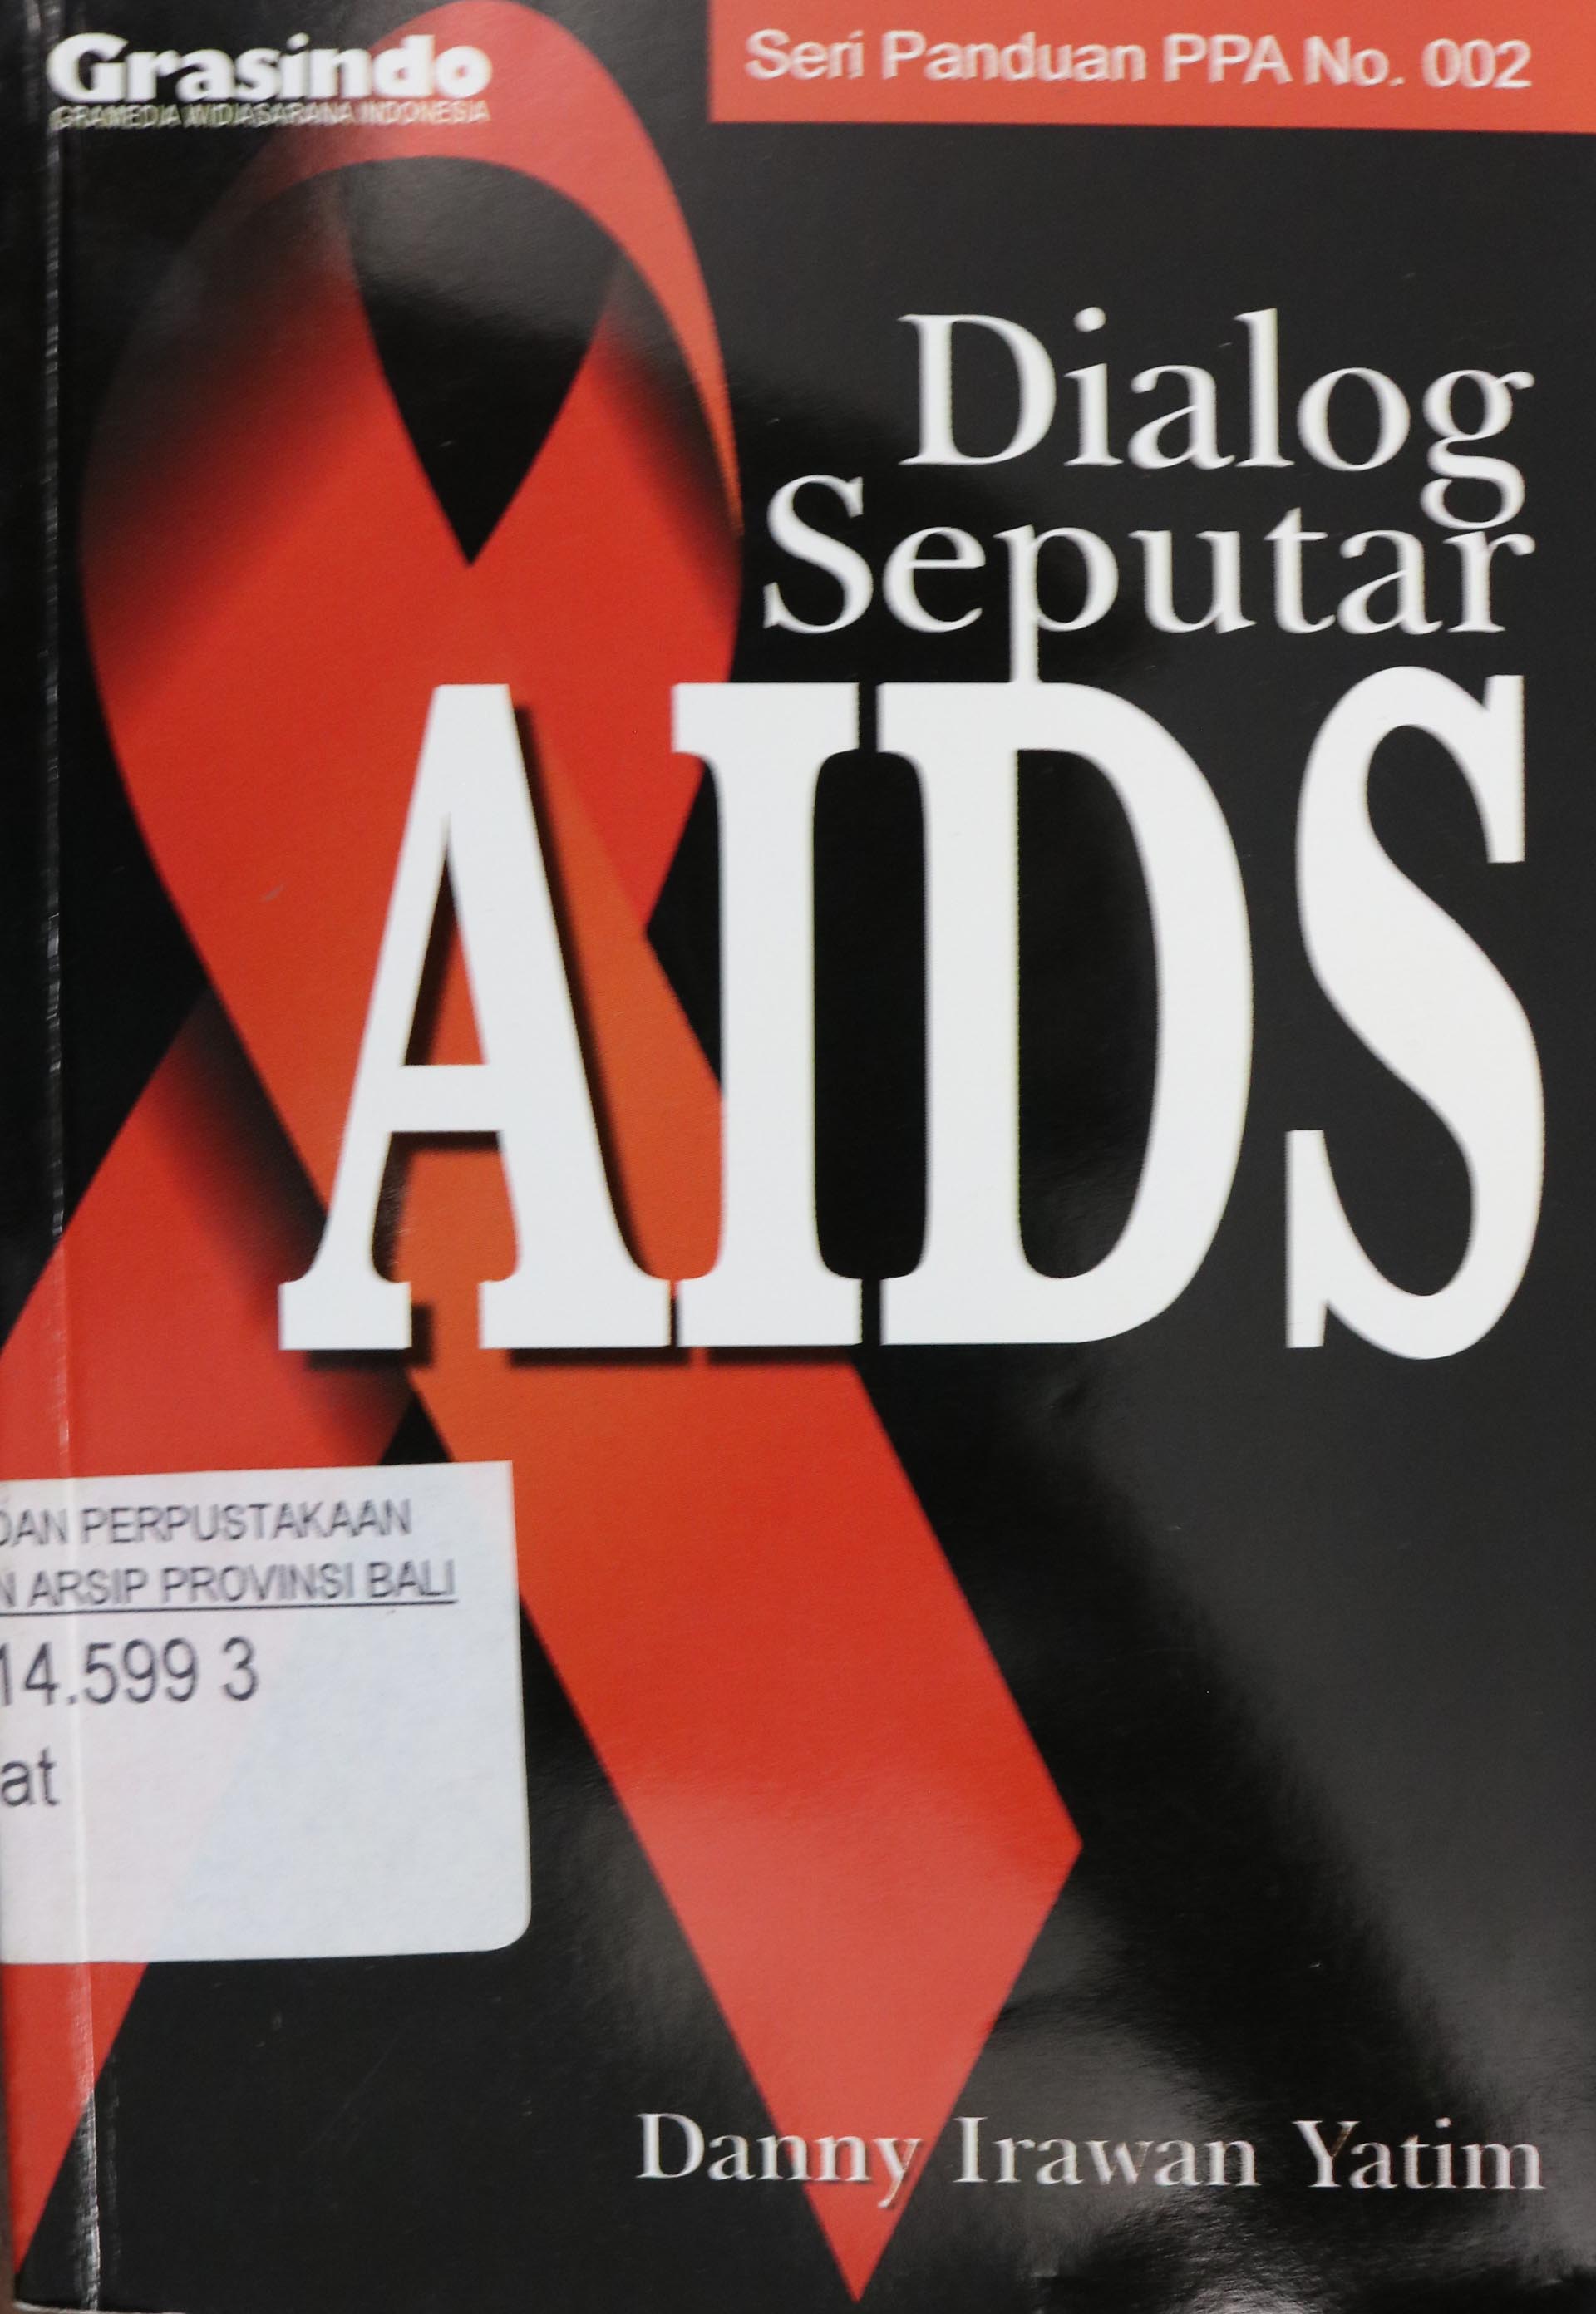 Grasindo
GRAMEDIA WIDIASARANA INDONESIA
Seri Panduan PPA No. 002
Dialog
Seputar
AIDS
DAN PERPUSTAKAAN
N ARSIP PROVINSI BALI
14.599 3
at
Danny Irawan Yatim